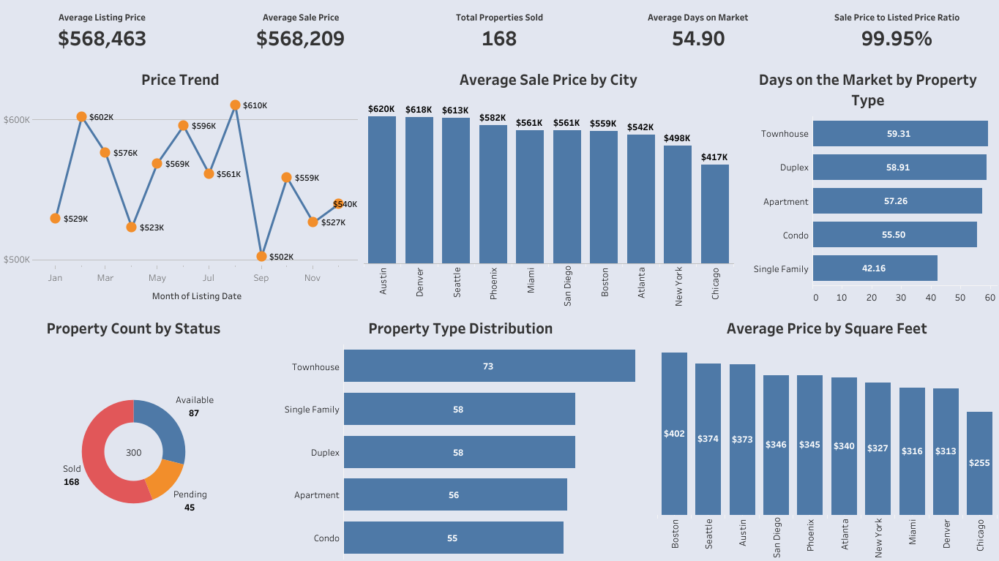 Average Listing Price
$568,463
Average Sale Price
$568,209
Total Properties Sold
168
Average Days on Market
54.90
Sale Price to Listed Price Ratio
99.95%
Price Trend
$600K
$500K
$529K
$602K
$576K
$523K
$569K
$596K
$561K
$610K
$502K
$559K
$527K
$540K
Jan
Mar
May
Jul
Sep
Nov
Month of Listing Date
Average Sale Price by City
$620K
$618K
$613K
$582K
$561K
$561K
$559K
$542K
$498K
$417K
Austin
Denver
Seattle
Phoenix
Miami
San Diego
Boston
Atlanta
New York
Chicago
Days on the Market by Property
Type
Townhouse
59.31
Duplex
58.91
Apartment
57.26
Condo
55.50
Single Family
42.16
0
10
20
30
40
50
60
Property Count by Status
Available
87
300
Sold
168
Pending
45
Property Type Distribution
Townhouse
73
Single Family
58
Duplex
58
Apartment
56
Condo
55
Average Price by Square Feet
$402
$374
$373
$346
$345
$340
$327
$316
$313
$255
Boston
Seattle
Austin
San Diego
Phoenix
Atlanta
New York
Miami
Denver
Chicago